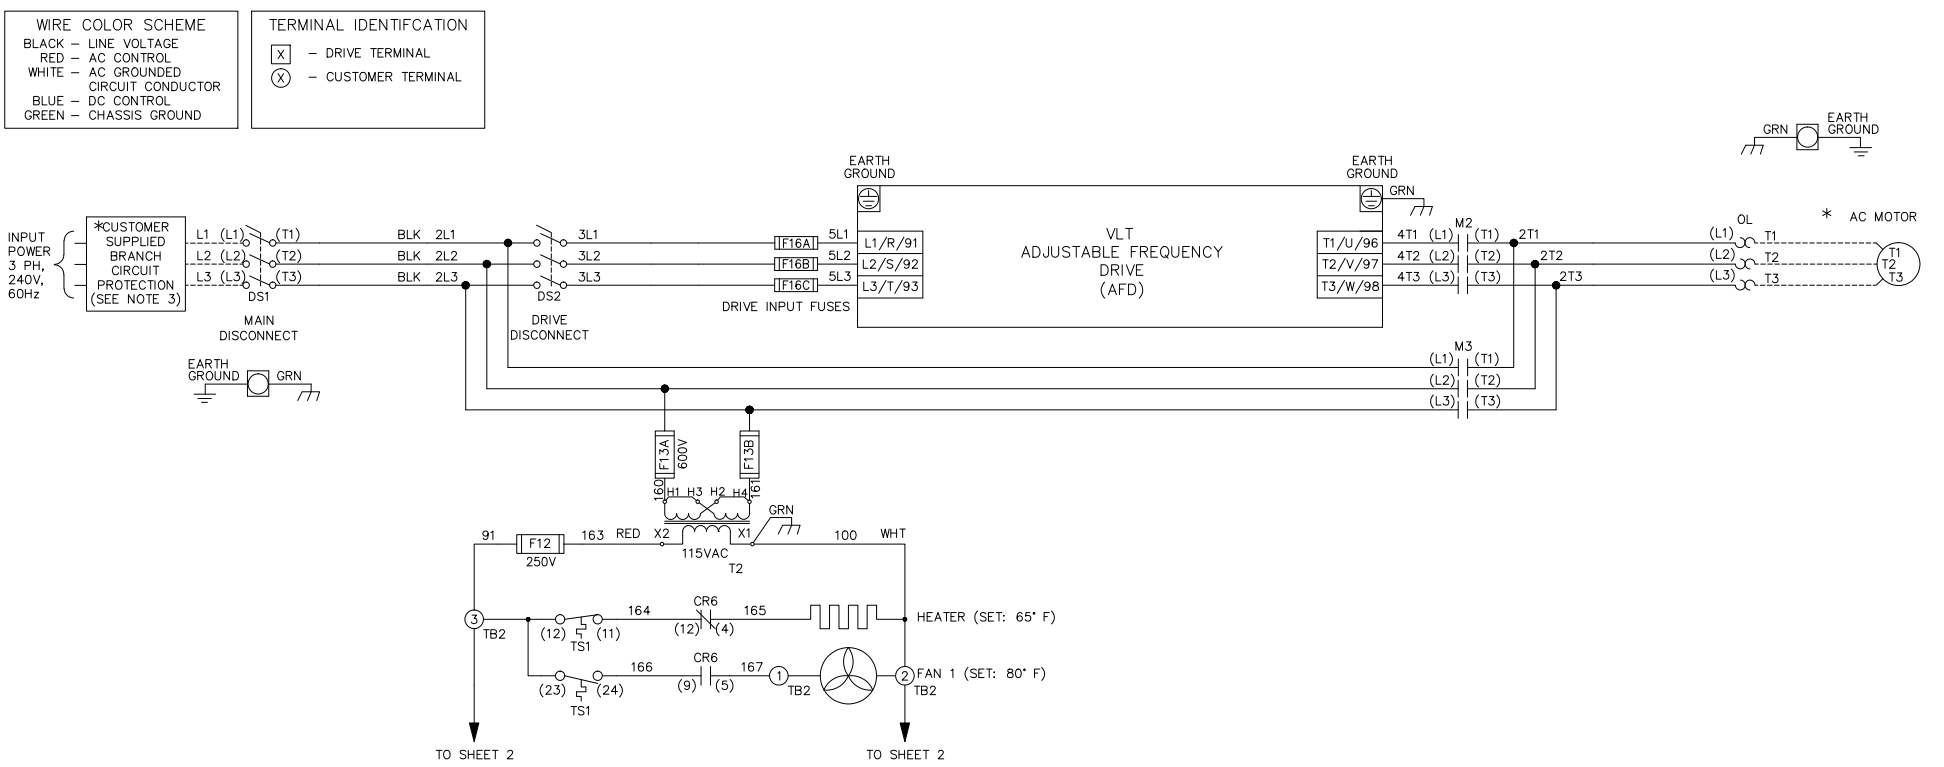 WIRE COLOR SCHEME
BLACK – LINE VOLTAGE
RED – AC CONTROL
WHITE – AC GROUNDED
CIRCUIT CONDUCTOR
BLUE – DC CONTROL
GREEN – CHASSIS GROUND
TERMINAL IDENTIFCATION
X – DRIVE TERMINAL
X – CUSTOMER TERMINAL
GRN
EARTH
GROUND
INPUT
POWER
3 PH,
240V,
60Hz
*CUSTOMER
SUPPLIED
BRANCH
CIRCUIT
PROTECTION
(SEE NOTE 3)
L1 (L1) (T1)
L2 (L2) (T2)
L3 (L3) (T3)
DS1
MAIN
DISCONNECT
EARTH
GROUND
GRN
BLK 2L1
BLK 2L2
BLK 2L3
3L1
3L2
3L3
DS2
DRIVE
DISCONNECT
F16A
F16B
F16C
DRIVE INPUT FUSES
5L1
5L2
5L3
EARTH
GROUND
L1/R/91
L2/S/92
L3/T/93
VLT
ADJUSTABLE FREQUENCY
DRIVE
(AFD)
EARTH
GROUND
GRN
T1/U/96
T2/V/97
T3/W/98
M2
4T1 (L1) (T1) 2T1
4T2 (L2) (T2) 2T2
4T3 (L3) (T3) 2T3
OL
(L1) T1
(L2) T2
(L3) T3
* AC MOTOR
T1
T2
T3
M3
(L1) (T1)
(L2) (T2)
(L3) (T3)
F13A
600V
F13B
160
161
H1 H3 H2 H4
GRN
91
F12
250V
163 RED X2
115VAC
X1
T2
100 WHT
3
TB2
(12) (11)
TS1
164
CR6
(12) (4)
165
HEATER (SET: 65° F)
(23) (24)
TS1
166
CR6
(9) (5)
167
1
TB2
2
TB2
FAN 1 (SET: 80° F)
TO SHEET 2
TO SHEET 2